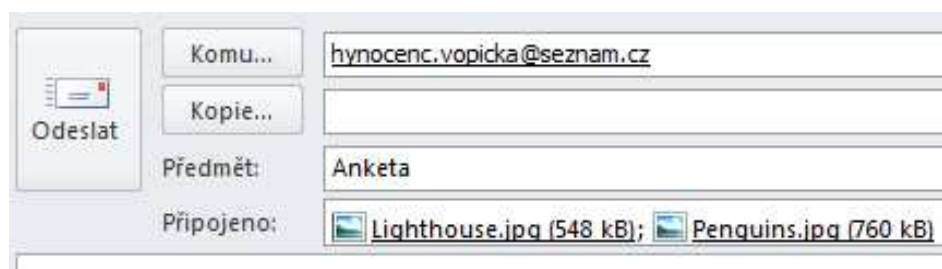 Komu... hynocenc.vopicka@seznam.cz
Kopie...
Odeslat
Předmět: Anketa
Připojeno: Lighthouse.jpg (548 kB); Penguins.jpg (760 kB)